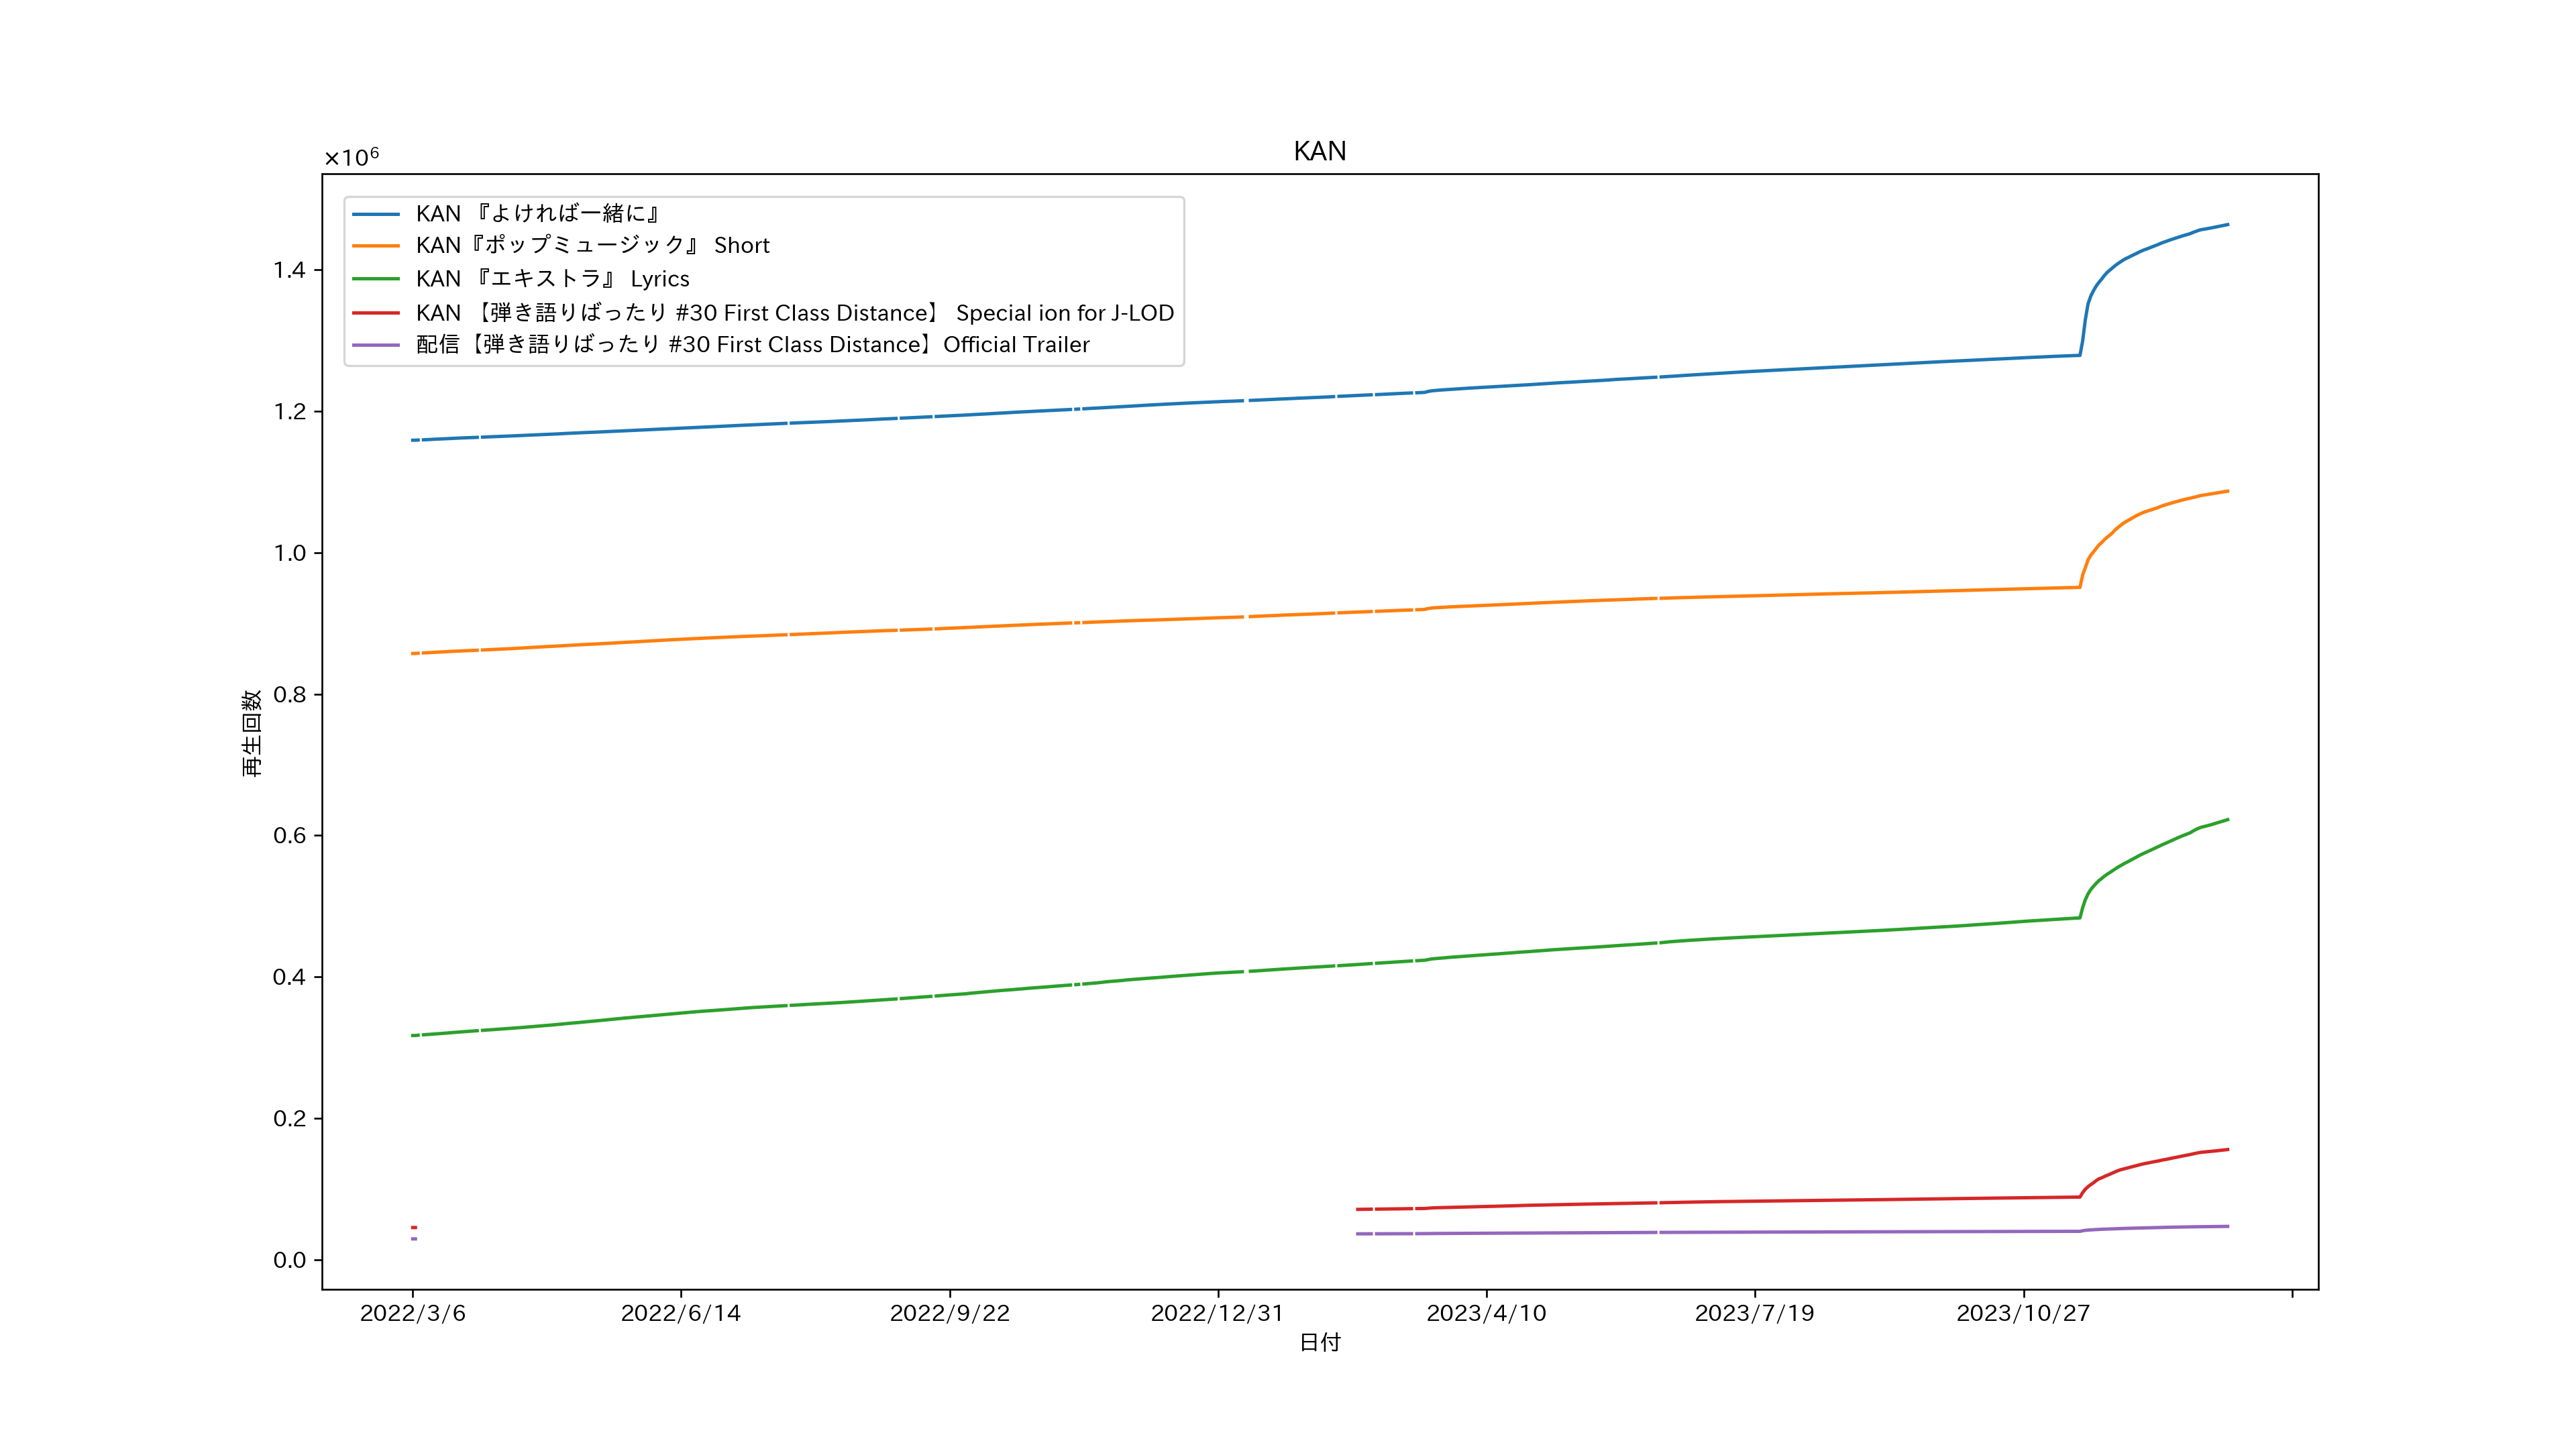 KAN
×10⁶
KAN 『よければ一緒に』
KAN『ポップミュージック』 Short
KAN 『エキストラ』 Lyrics
KAN 【弾き語りばったり #30 First Class Distance】 Special ion for J-LOD
配信【弾き語りばったり #30 First Class Distance】Official Trailer
1.4
1.2
1.0
0.8
0.6
0.4
0.2
0.0
再生回数
2022/3/6 2022/6/14 2022/9/22 2022/12/31 2023/4/10 2023/7/19 2023/10/27
日付